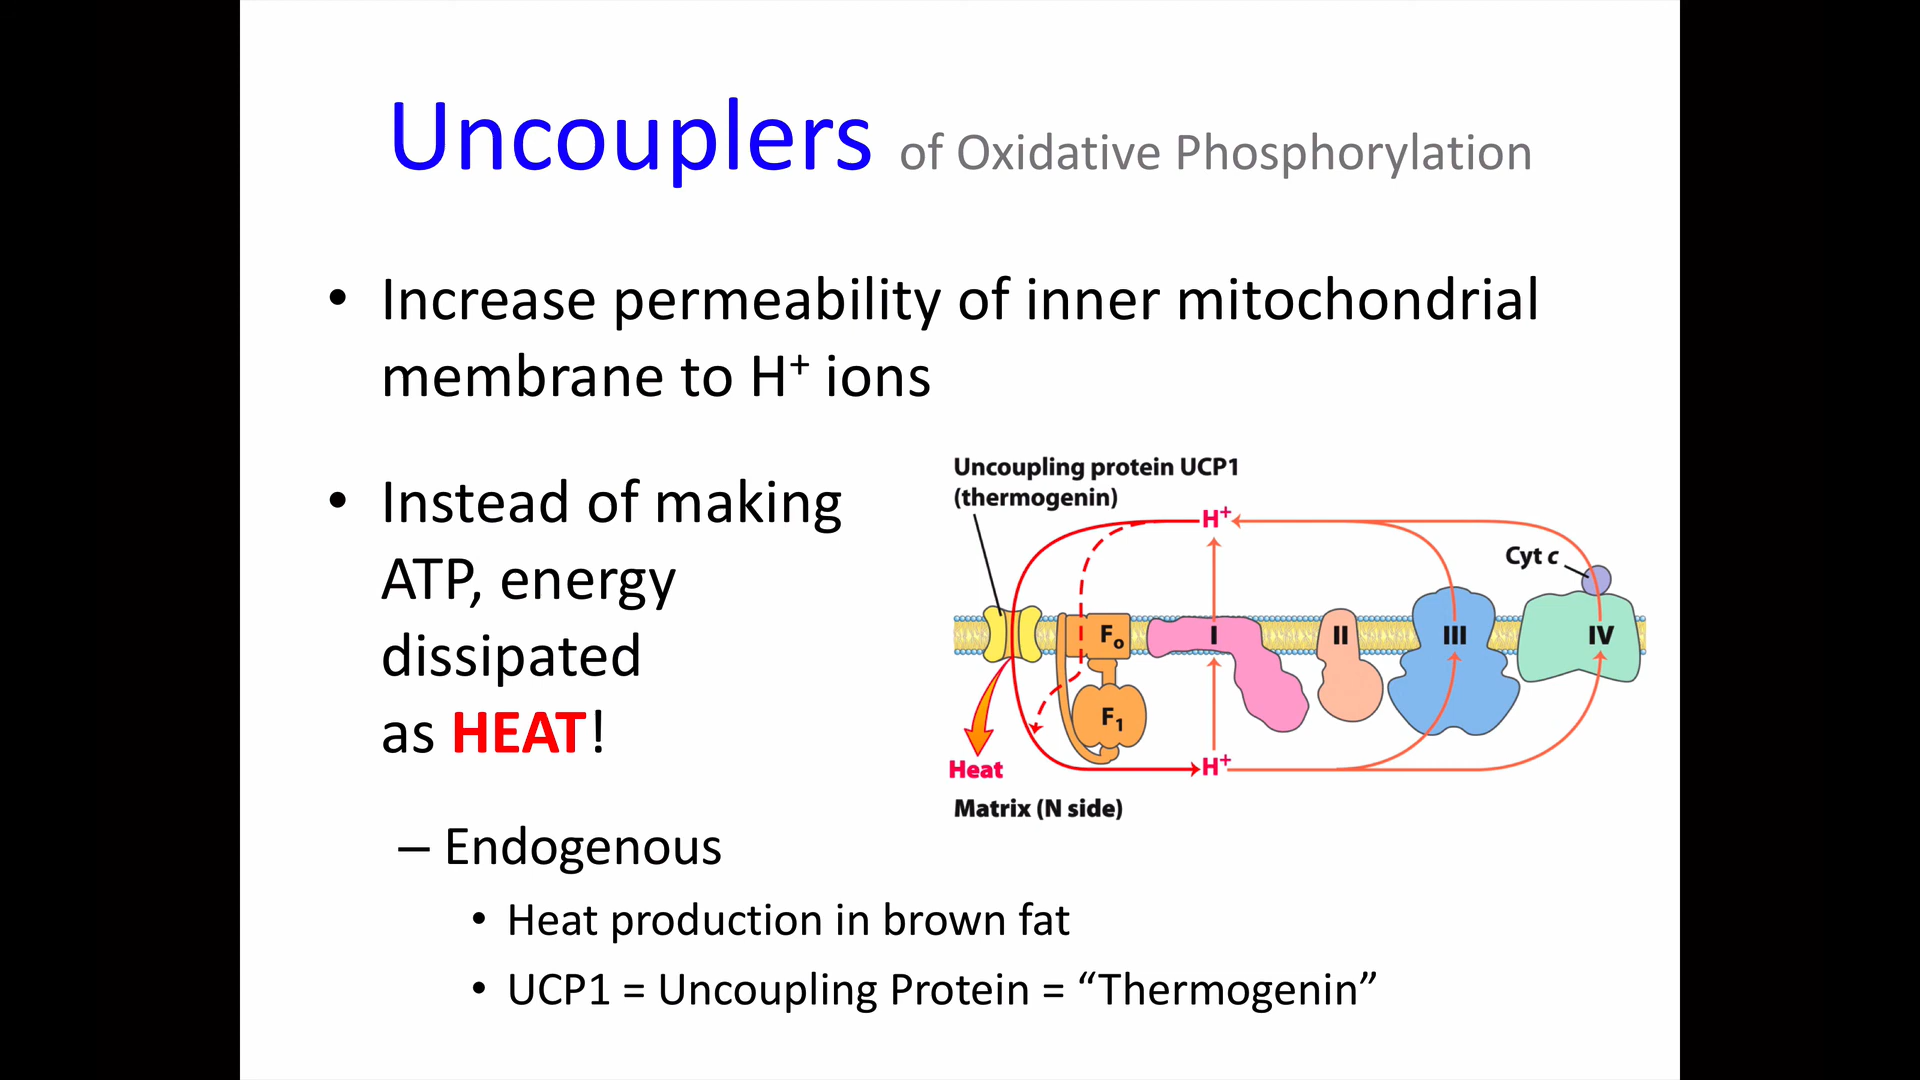 Uncouplers of Oxidative Phosphorylation
• Increase permeability of inner mitochondrial
membrane to H⁺ ions
• Instead of making
ATP, energy
dissipated
as HEAT!
– Endogenous
• Heat production in brown fat
• UCP1 = Uncoupling Protein = “Thermogenin”
Uncoupling protein UCP1
(thermogenin)
H⁺
Cyt c
Fₒ
I
II
III
IV
F₁
Heat
H⁺
Matrix (N side)